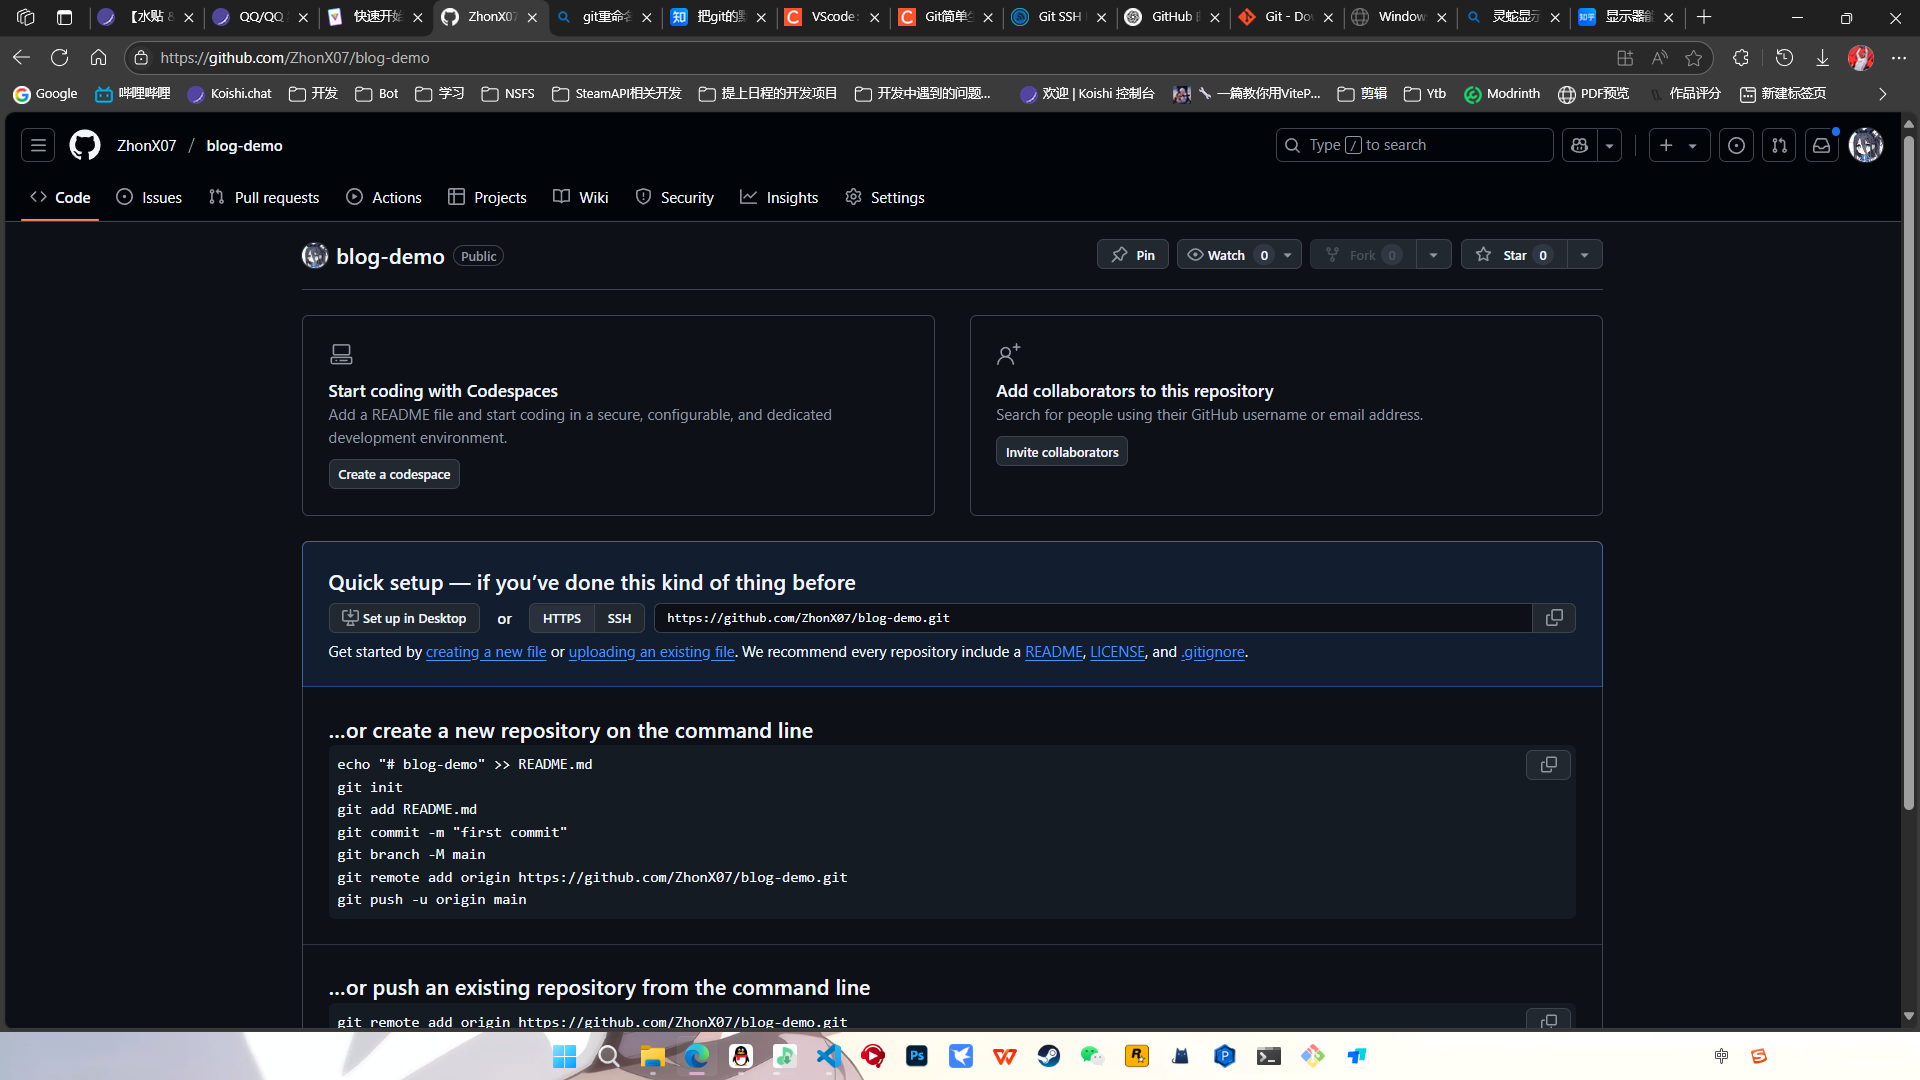 【水贴 &
QQ/QQ
快速开始
ZhonX07
git重命名
把git的
VScode
Git简单
Git SSH
GitHub
Git - Do
Window
灵蛇显示
显示器能
https://github.com/ZhonX07/blog-demo
Google
哔哩哔哩
Koishi.chat
开发
Bot
学习
NSFS
SteamAPI相关开发
提上日程的开发项目
开发中遇到的问题...
欢迎 | Koishi 控制台
一篇教你用ViteP...
剪辑
Ytb
Modrinth
PDF预览
作品评分
新建标签页
ZhonX07 / blog-demo
Type / to search
Code
Issues
Pull requests
Actions
Projects
Wiki
Security
Insights
Settings
blog-demo Public
Pin
Watch 0
Fork 0
Star 0
Start coding with Codespaces
Add a README file and start coding in a secure, configurable, and dedicated
development environment.
Create a codespace
Add collaborators to this repository
Search for people using their GitHub username or email address.
Invite collaborators
Quick setup — if you’ve done this kind of thing before
Set up in Desktop or HTTPS SSH https://github.com/ZhonX07/blog-demo.git
Get started by creating a new file or uploading an existing file. We recommend every repository include a README, LICENSE, and .gitignore.
…or create a new repository on the command line
echo "# blog-demo" >> README.md
git init
git add README.md
git commit -m "first commit"
git branch -M main
git remote add origin https://github.com/ZhonX07/blog-demo.git
git push -u origin main
…or push an existing repository from the command line
git remote add origin https://github.com/ZhonX07/blog-demo.git
中